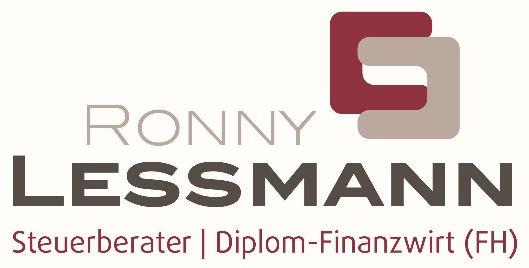 RONNY
LESSMANN
Steuerberater | Diplom-Finanzwirt (FH)